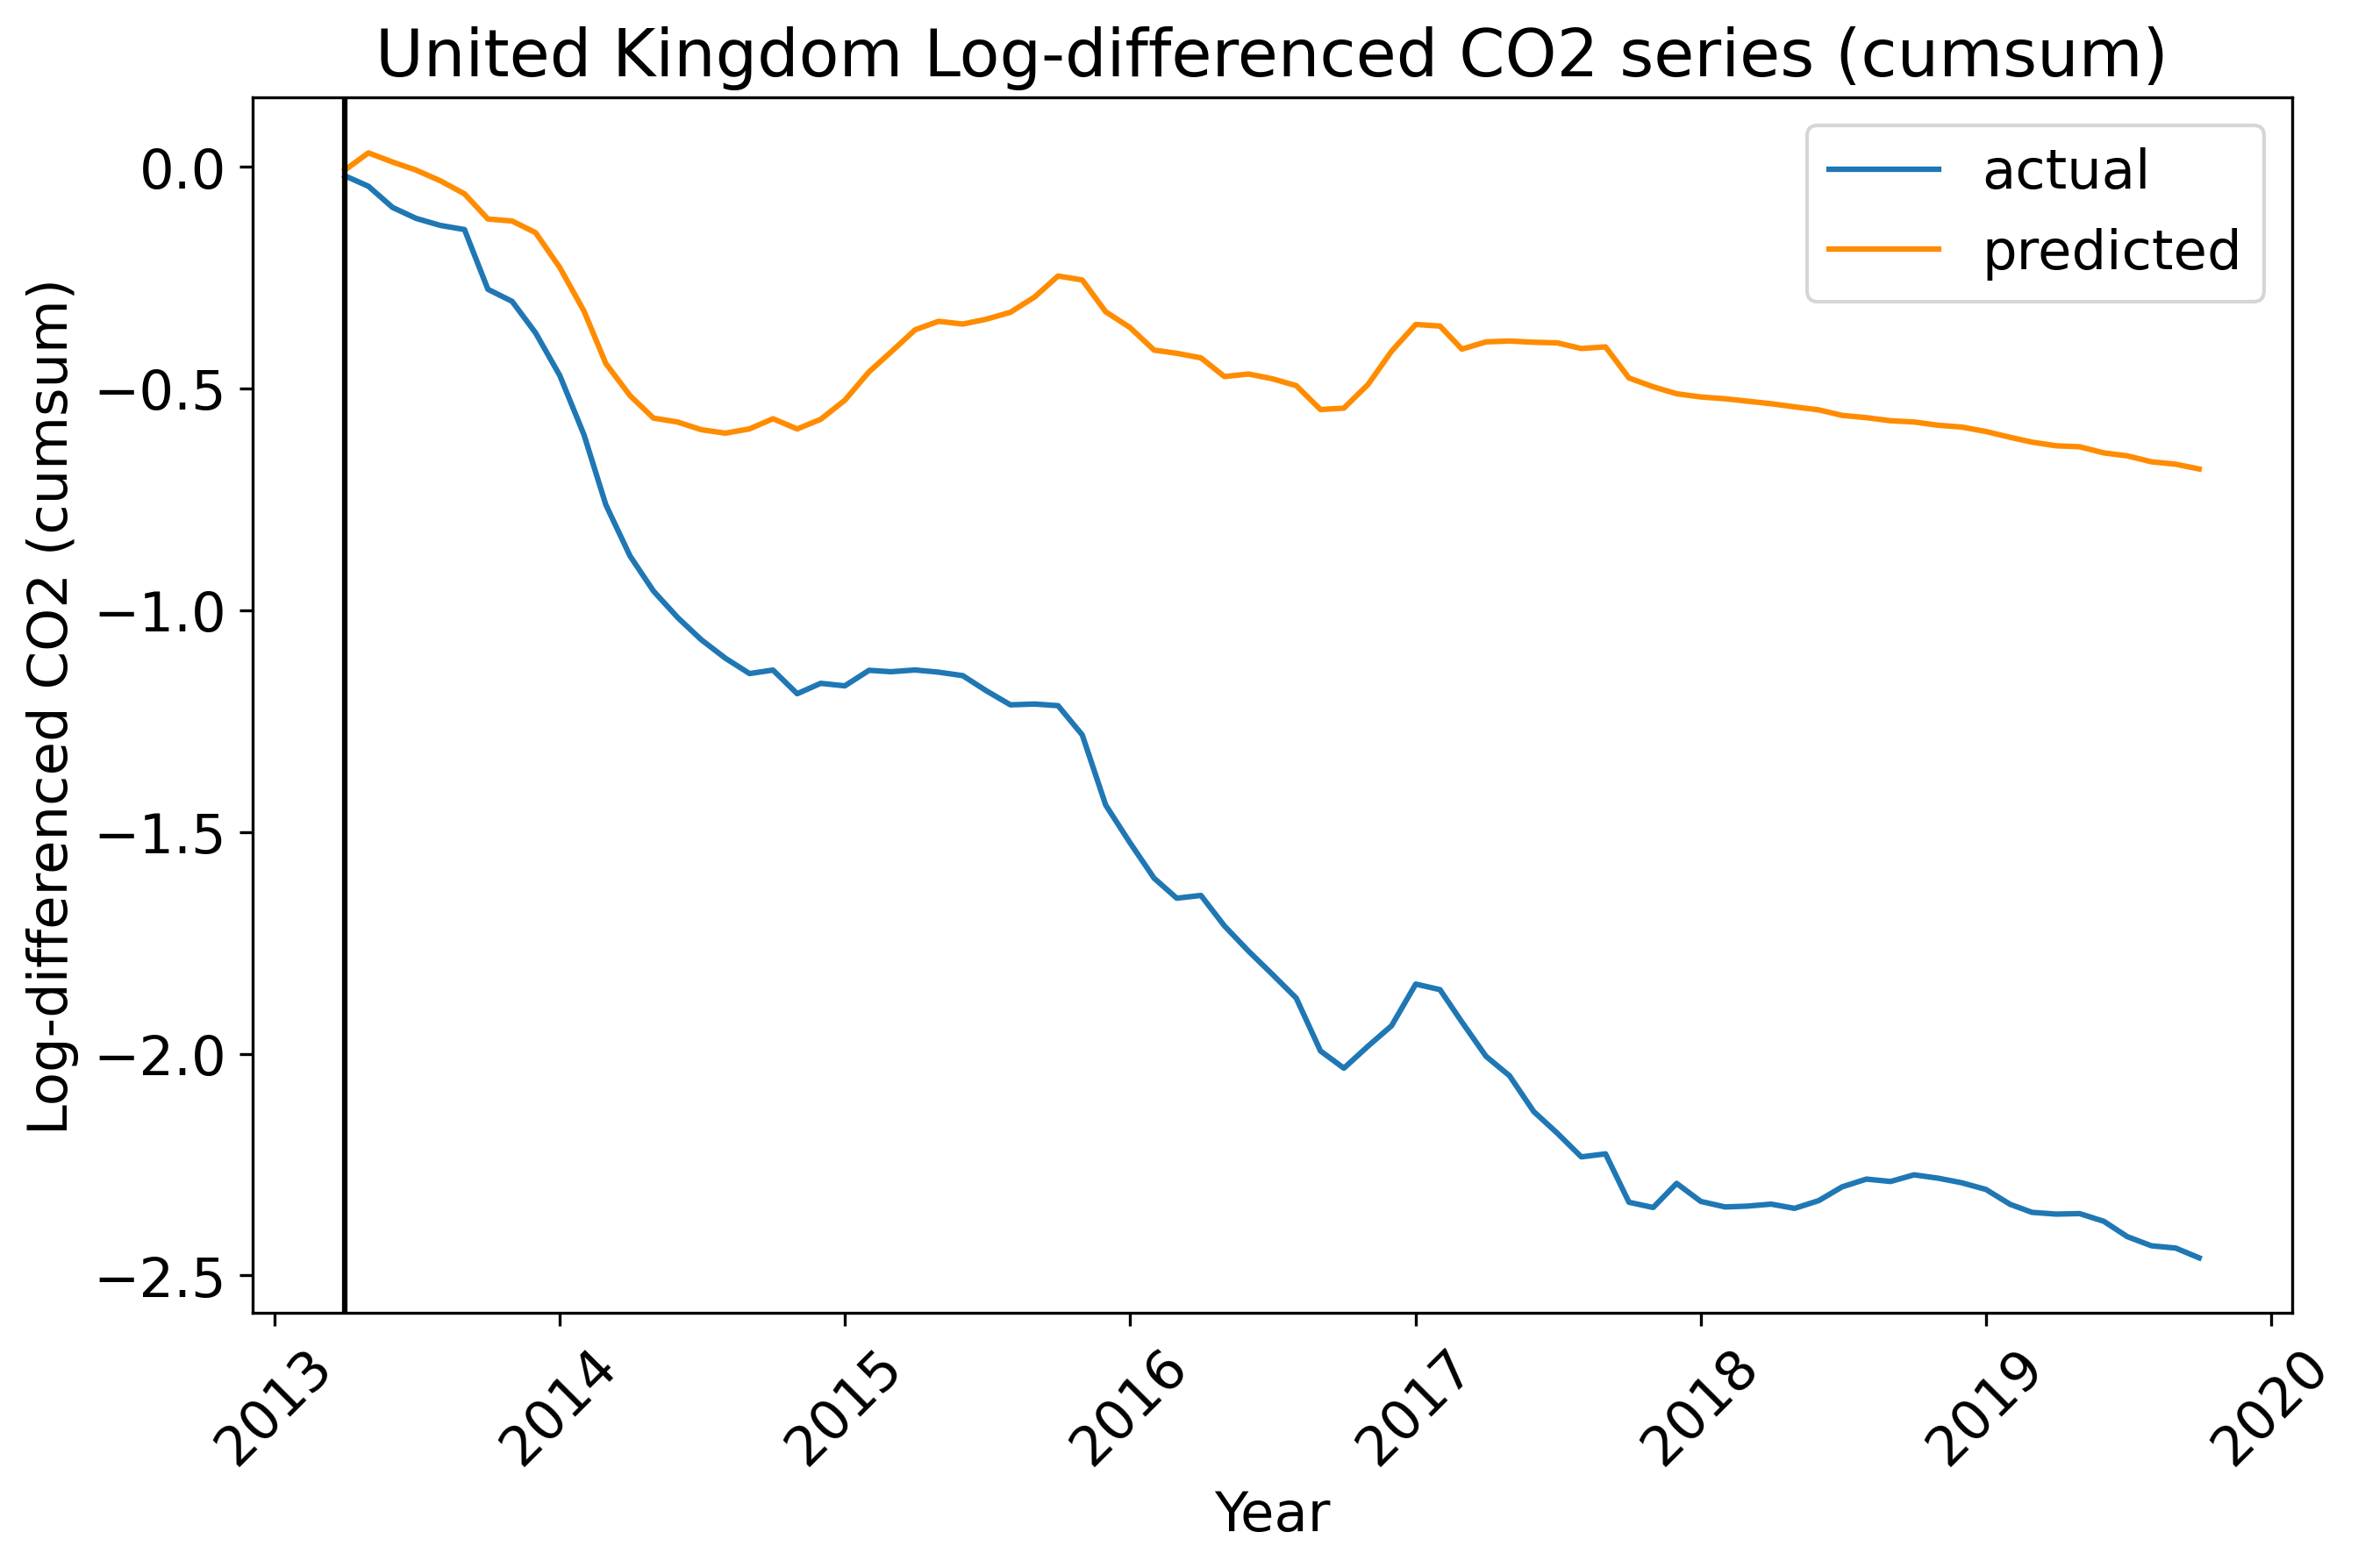 United Kingdom Log-differenced CO2 series (cumsum)
actual
predicted
Log-differenced CO2 (cumsum)
0.0
−0.5
−1.0
−1.5
−2.0
−2.5
2013
2014
2015
2016
2017
2018
2019
2020
Year